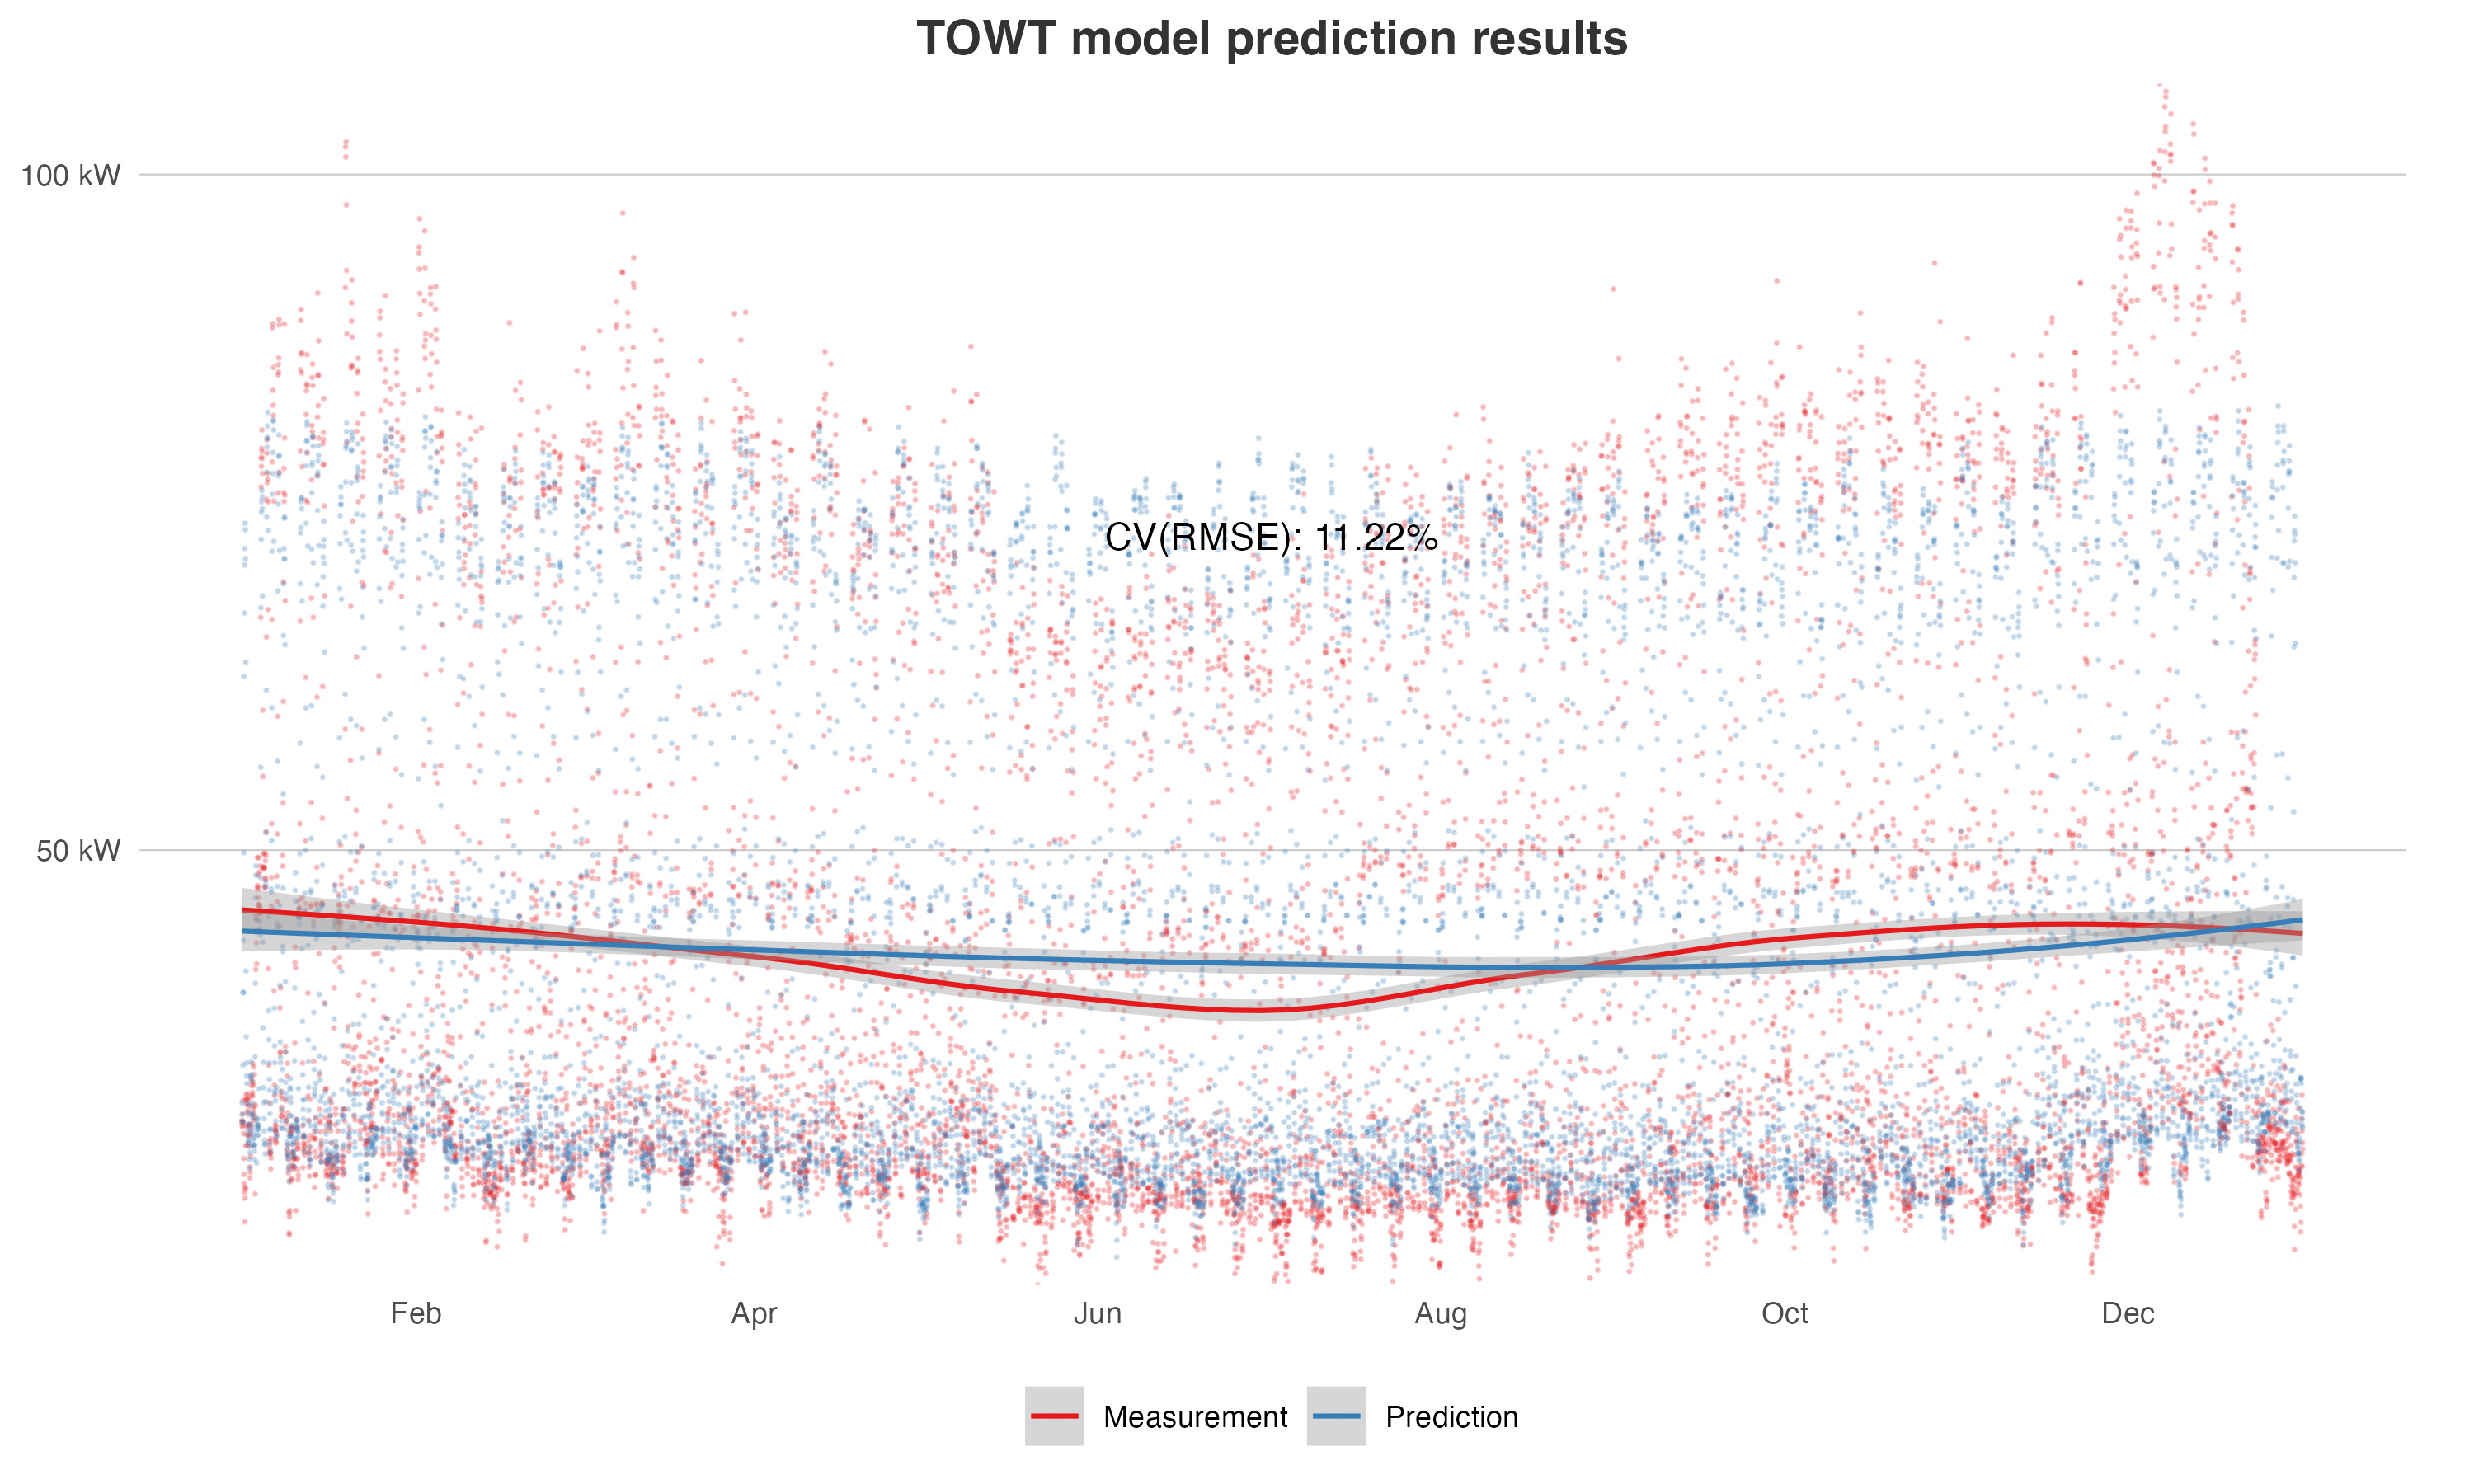 TOWT model prediction results
100 kW
CV(RMSE): 11.22%
50 kW
Feb Apr Jun Aug Oct Dec
Measurement Prediction